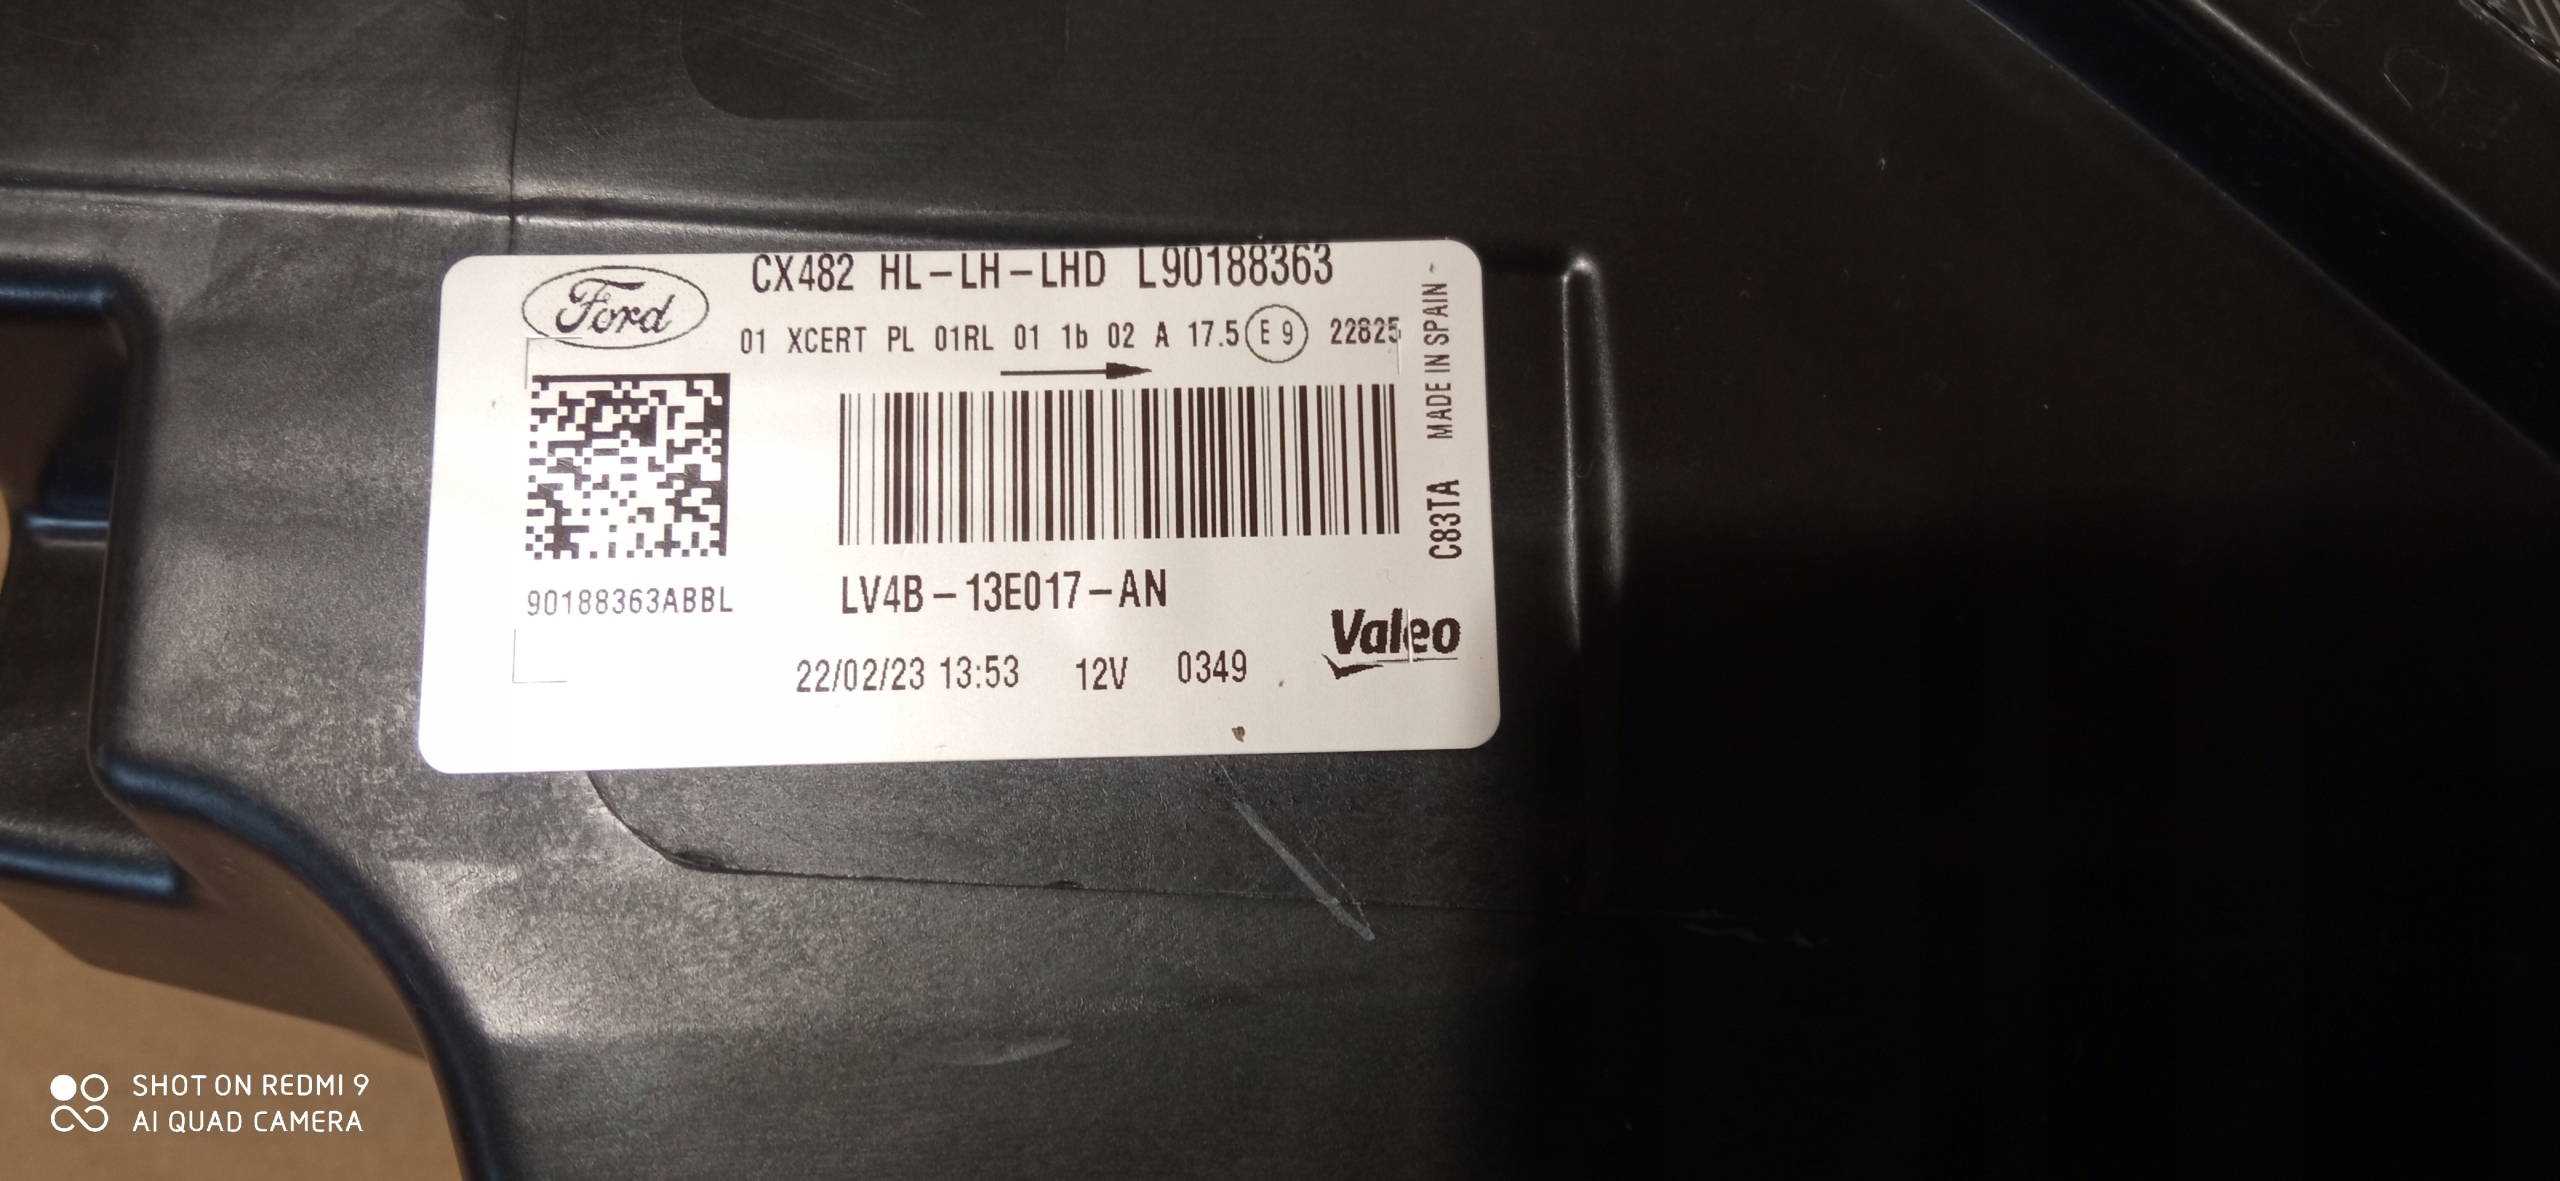 Ford
CX482 HL-LH-LHD L90188363
01 XCERT PL 01RL 01 1b 02 A 17.5 E 9 22825
MADE IN SPAIN
C83TA
90188363ABBL
LV4B-13E017-AN
Valeo
22/02/23 13:53 12V 0349
SHOT ON REDMI 9
AI QUAD CAMERA